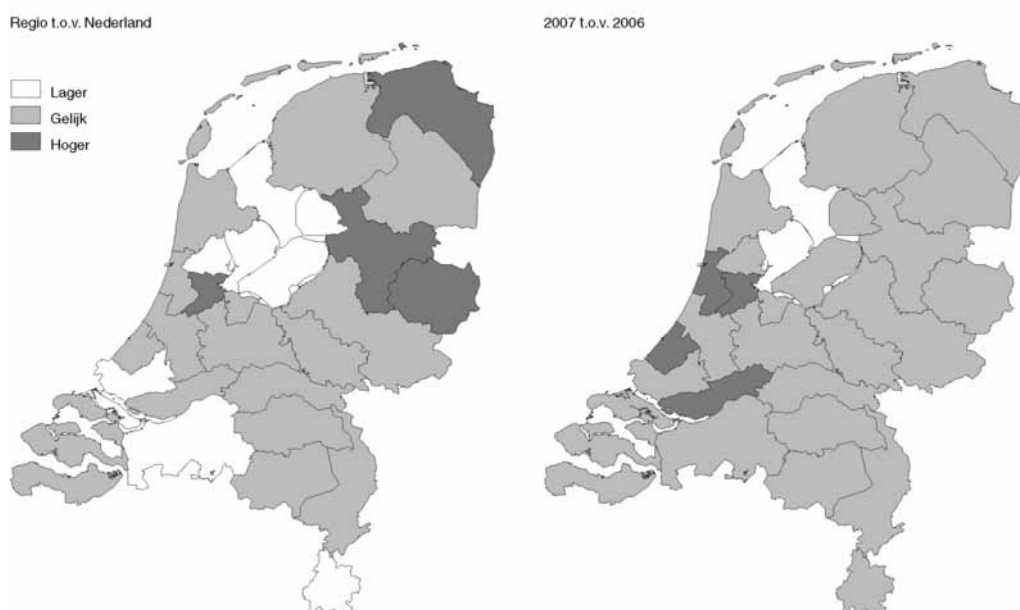 Regio t.o.v. Nederland
2007 t.o.v. 2006
Lager
Gelijk
Hoger